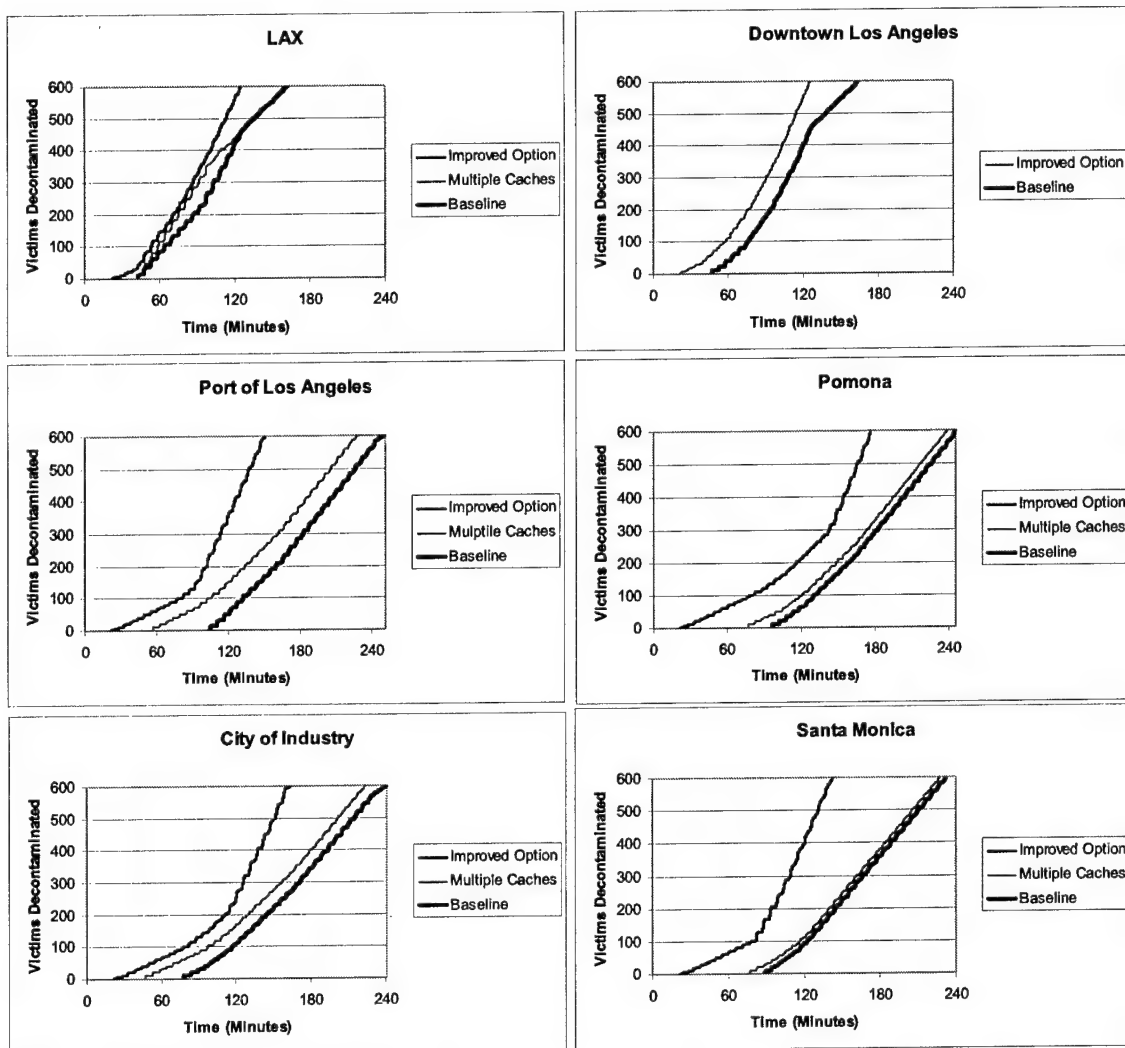 LAX
Victims Decontaminated
600
500
400
300
200
100
0
0 60 120 180 240
Time (Minutes)
Improved Option
Multiple Caches
Baseline
Downtown Los Angeles
Victims Decontaminated
600
500
400
300
200
100
0
0 60 120 180 240
Time (Minutes)
Improved Option
Baseline
Port of Los Angeles
Victims Decontaminated
600
500
400
300
200
100
0
0 60 120 180 240
Time (Minutes)
Improved Option
Mulptile Caches
Baseline
Pomona
Victims Decontaminated
600
500
400
300
200
100
0
0 60 120 180 240
Time (Minutes)
Improved Option
Multiple Caches
Baseline
City of Industry
Victims Decontaminated
600
500
400
300
200
100
0
0 60 120 180 240
Time (Minutes)
Improved Option
Multiple Caches
Baseline
Santa Monica
Victims Decontaminated
600
500
400
300
200
100
0
0 60 120 180 240
Time (Minutes)
Improved Option
Multiple Caches
Baseline